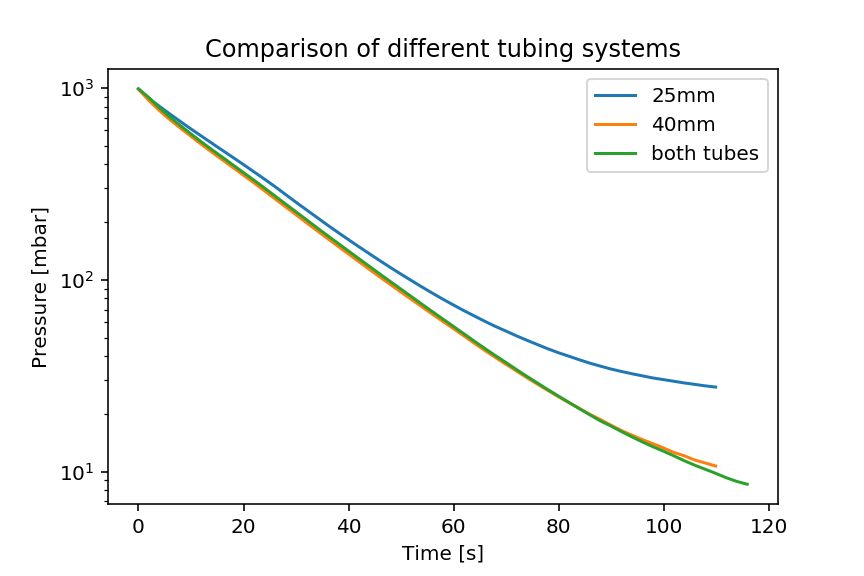 Comparison of different tubing systems
25mm
40mm
both tubes
Pressure [mbar]
10³
10²
10¹
0 20 40 60 80 100 120
Time [s]